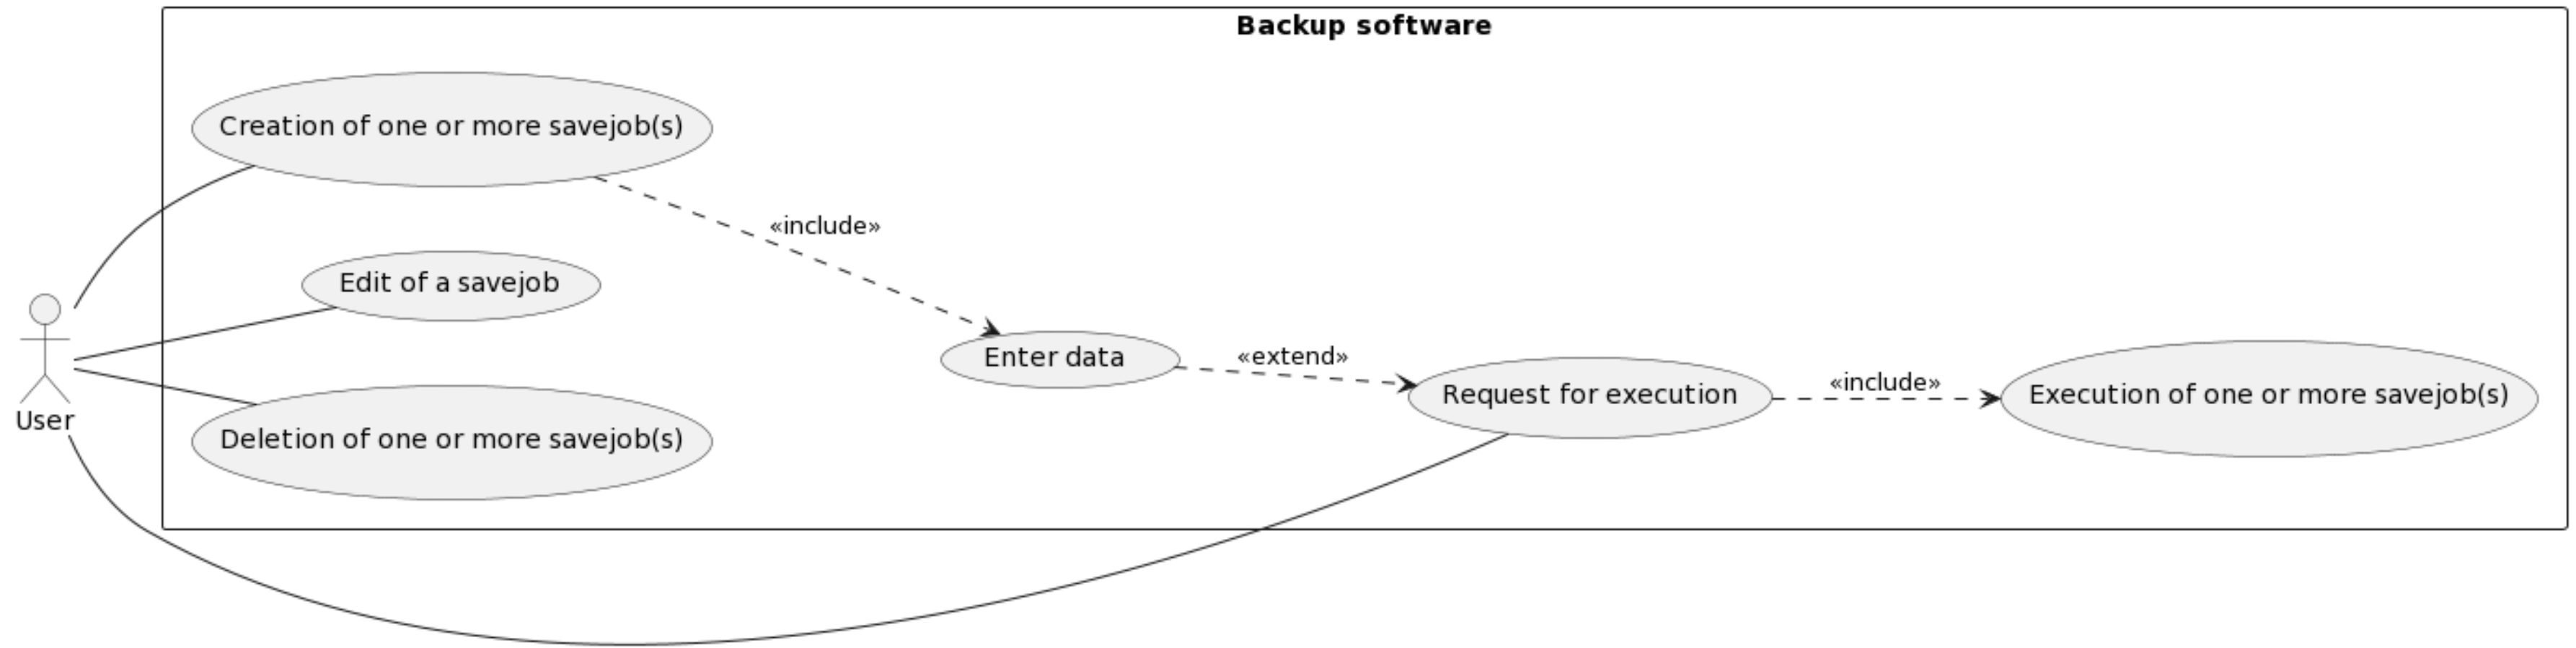 Backup software
Creation of one or more savejob(s)
«include»
Edit of a savejob
Enter data
«extend»
Request for execution
«include»
Execution of one or more savejob(s)
User
Deletion of one or more savejob(s)